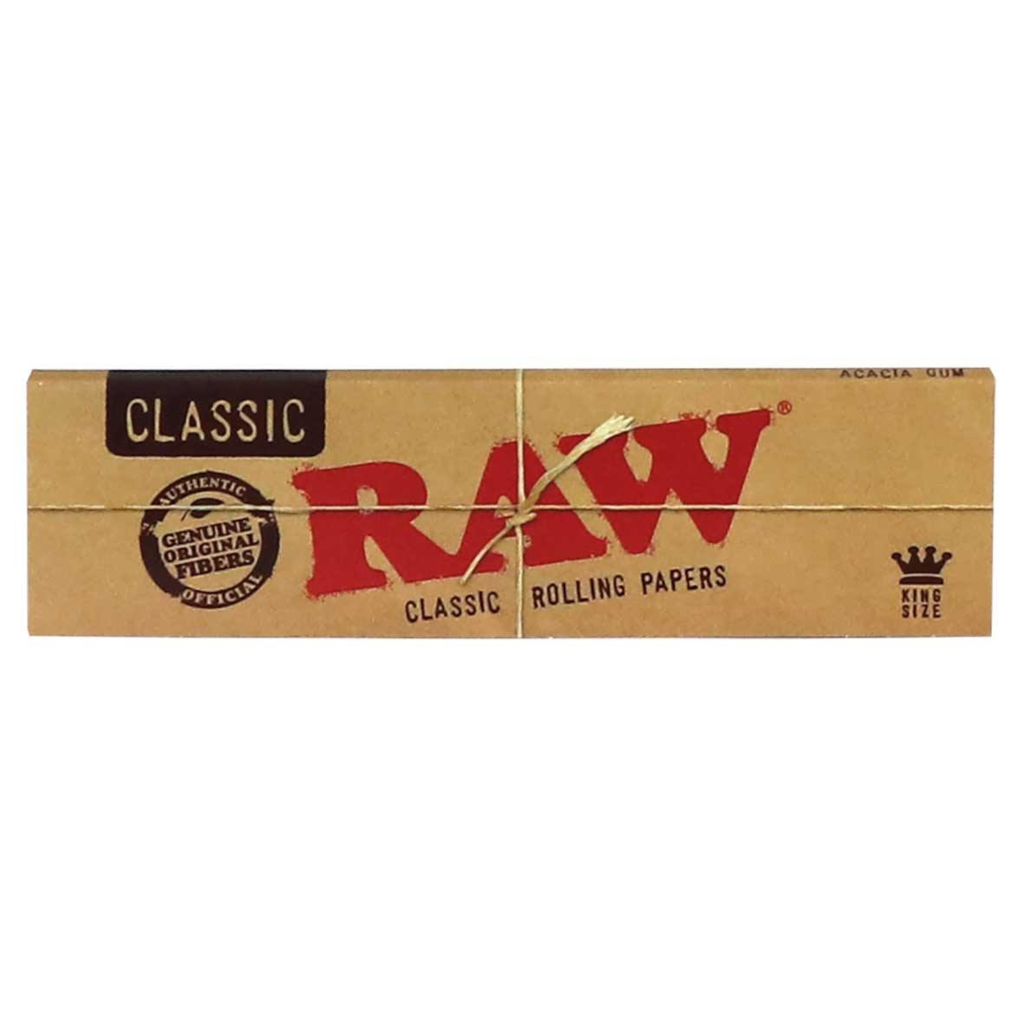 ACACIA GUM
CLASSIC
RAW®
AUTHENTIC
GENUINE
ORIGINAL
FIBERS
OFFICIAL
CLASSIC ROLLING PAPERS
KING
SIZE